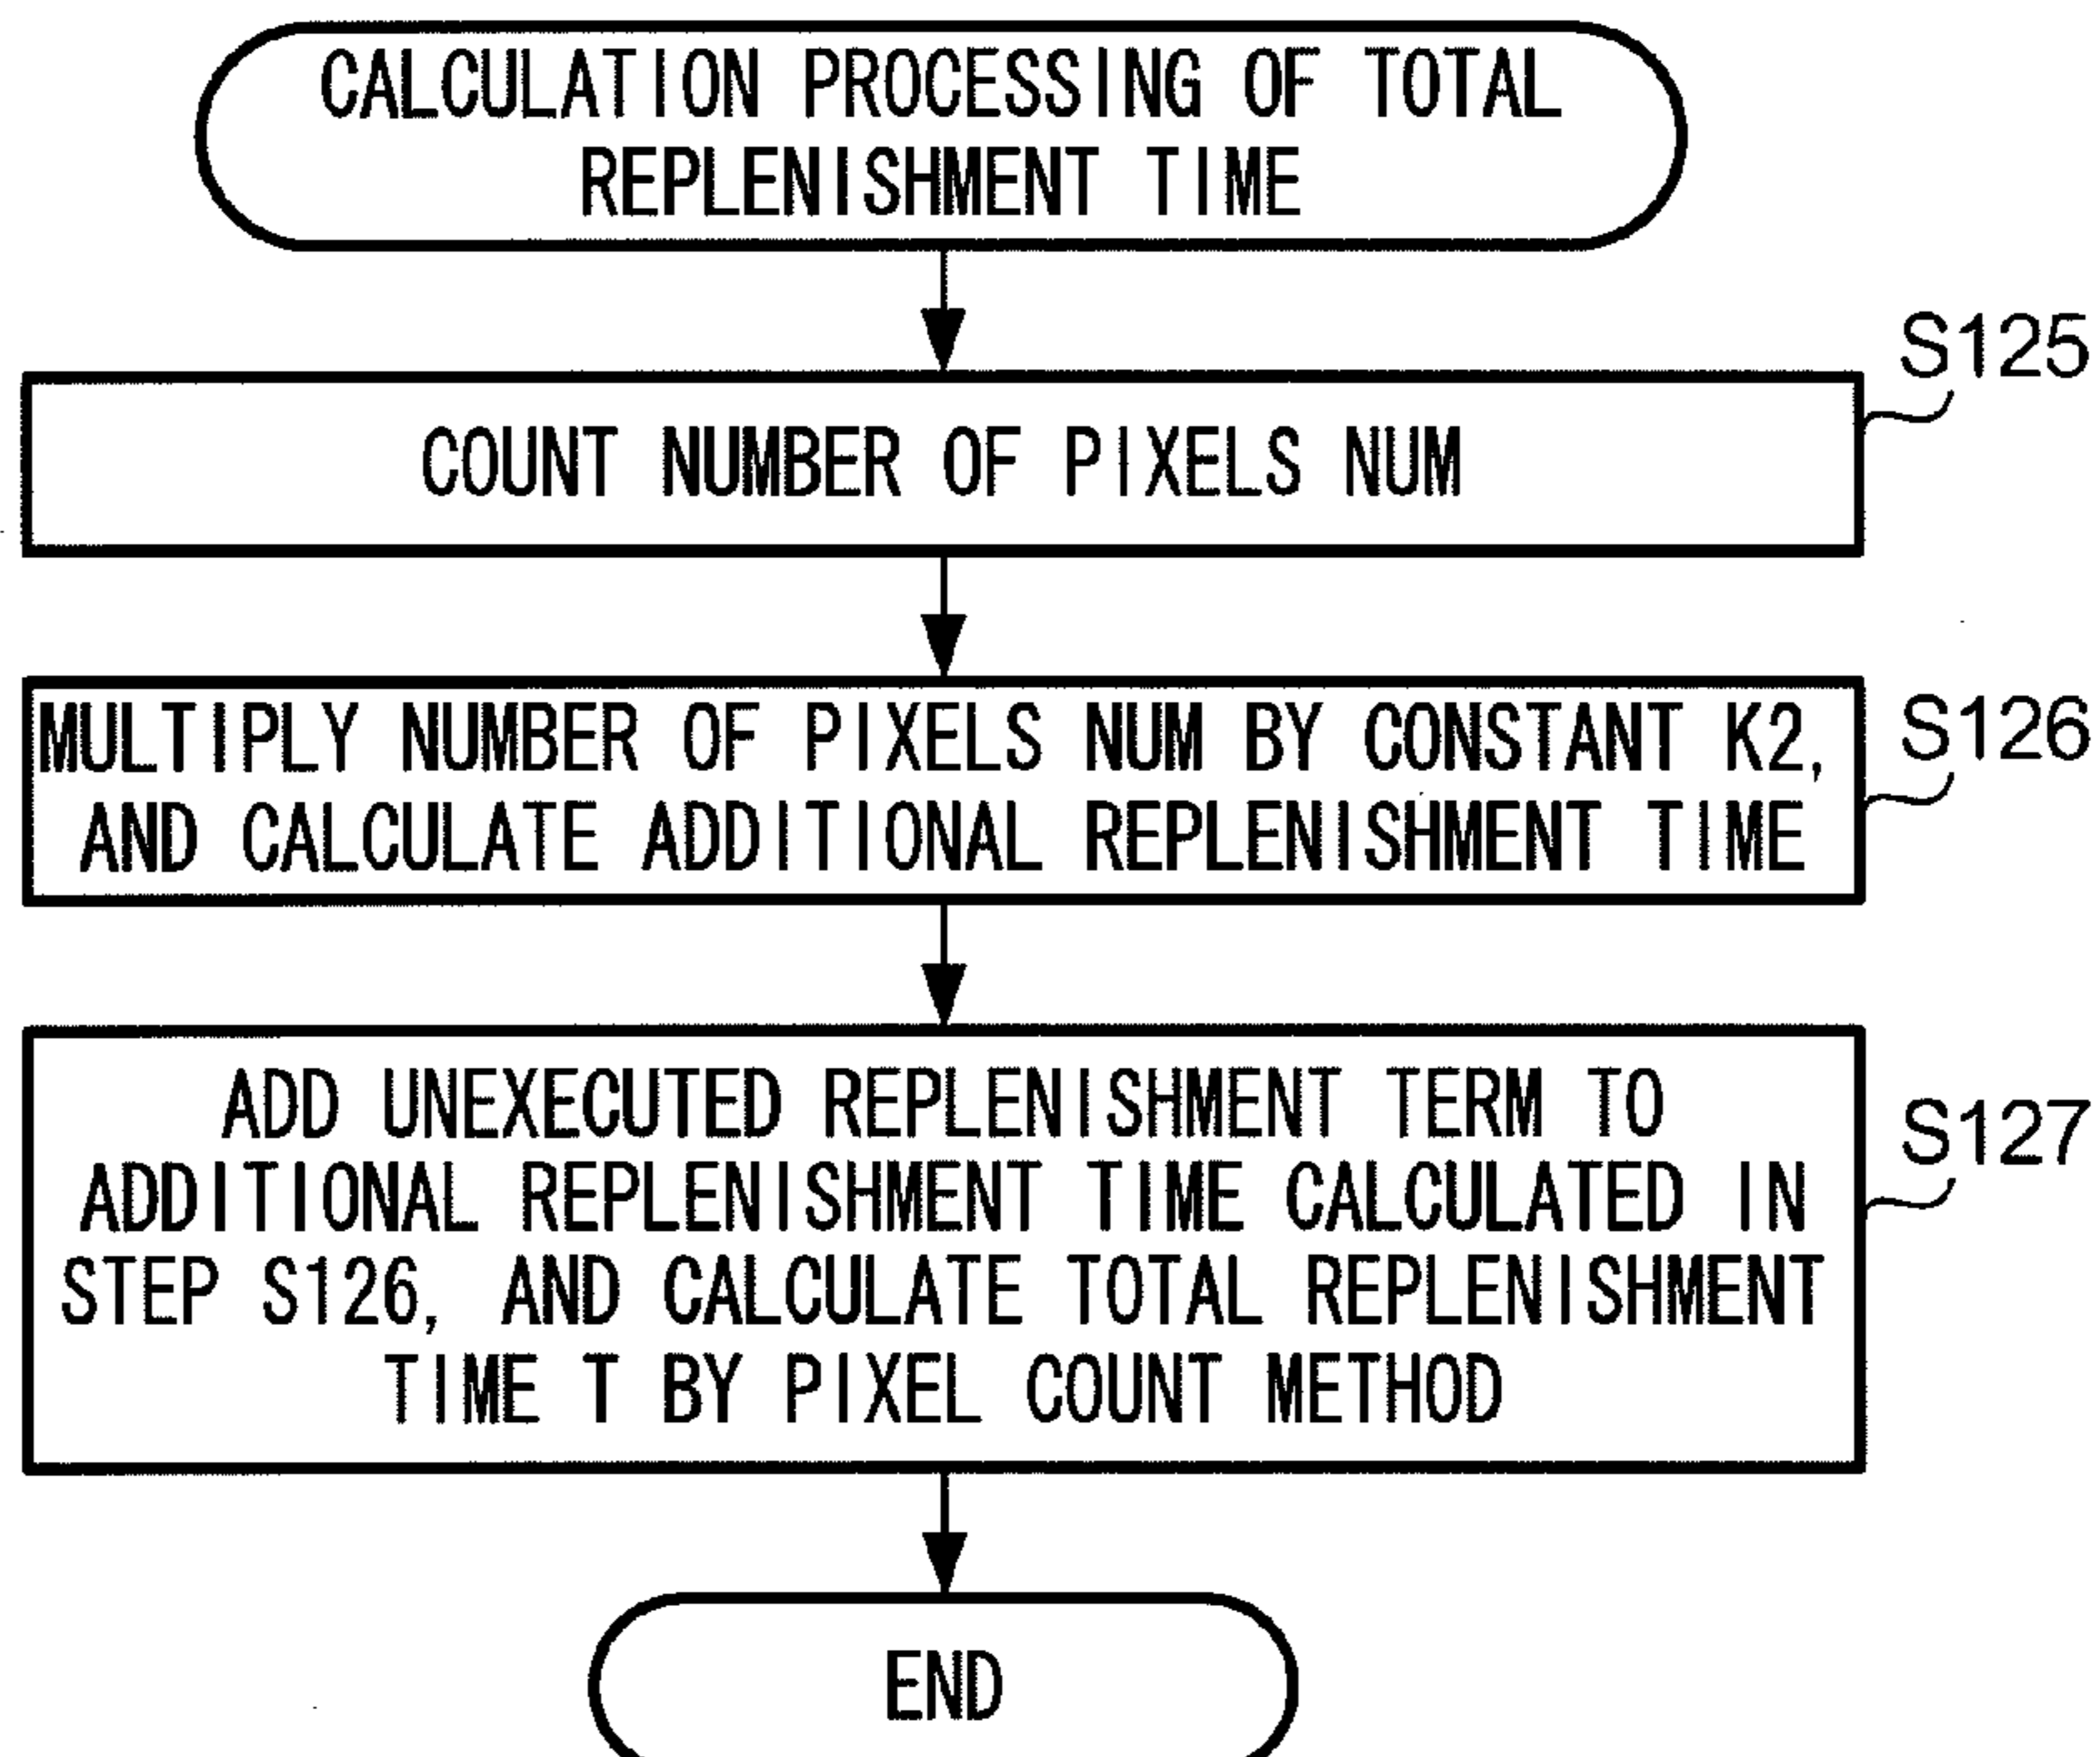 CALCULATION PROCESSING OF TOTAL
REPLENISHMENT TIME
S125
COUNT NUMBER OF PIXELS NUM
S126
MULTIPLY NUMBER OF PIXELS NUM BY CONSTANT K2,
AND CALCULATE ADDITIONAL REPLENISHMENT TIME
S127
ADD UNEXECUTED REPLENISHMENT TERM TO
ADDITIONAL REPLENISHMENT TIME CALCULATED IN
STEP S126, AND CALCULATE TOTAL REPLENISHMENT
TIME T BY PIXEL COUNT METHOD
END